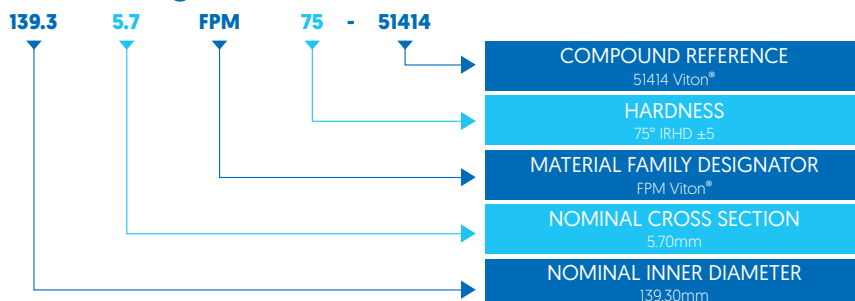 139.3 5.7 FPM 75 - 51414
COMPOUND REFERENCE
51414 Viton®
HARDNESS
75° IRHD ±5
MATERIAL FAMILY DESIGNATOR
FPM Viton®
NOMINAL CROSS SECTION
5.70mm
NOMINAL INNER DIAMETER
139.30mm